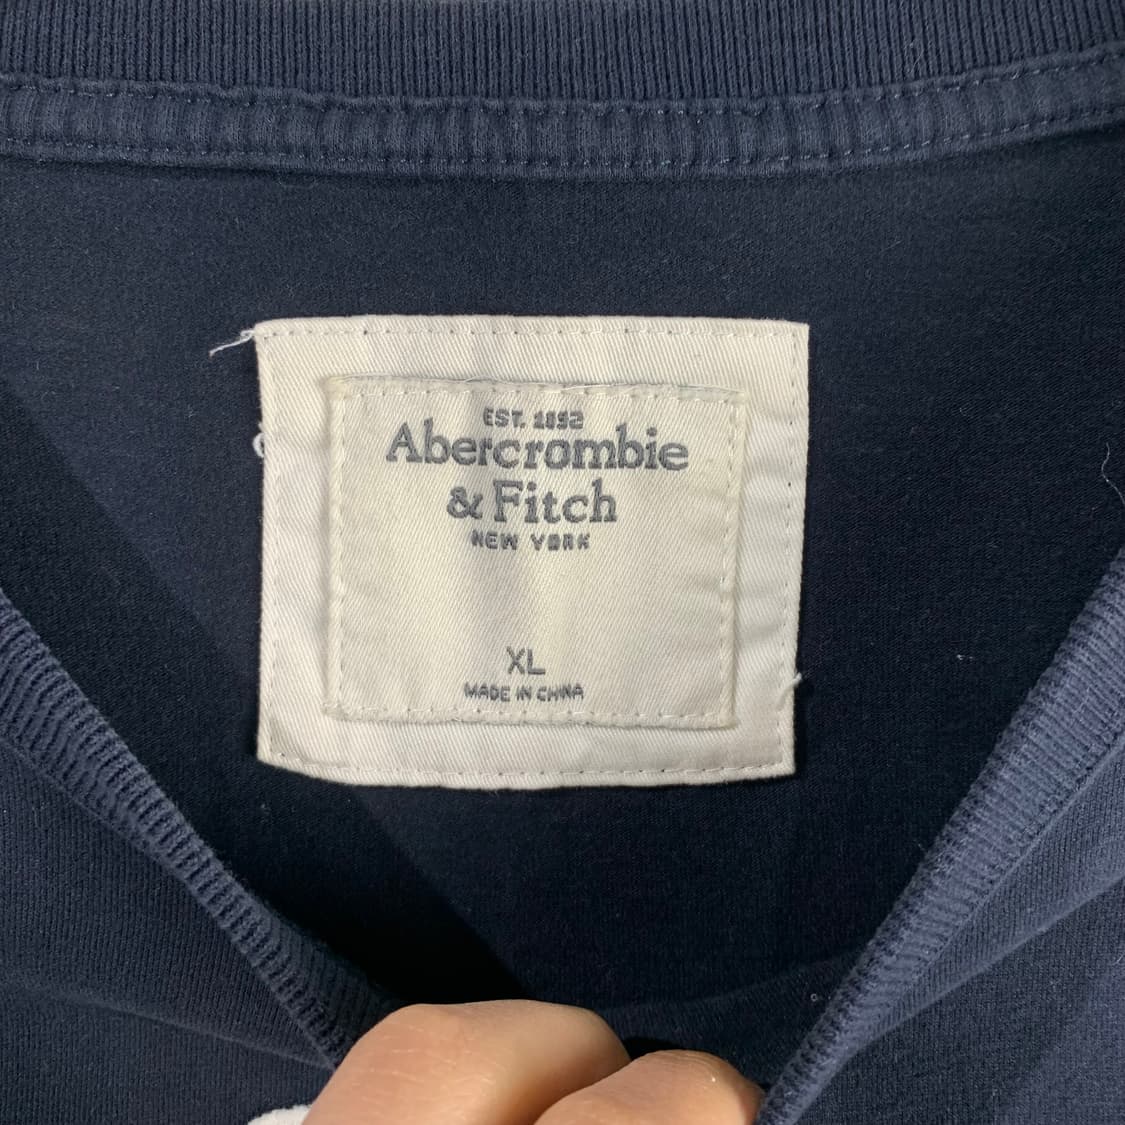 EST. 1892
Abercrombie
& Fitch
NEW YORK
XL
MADE IN CHINA